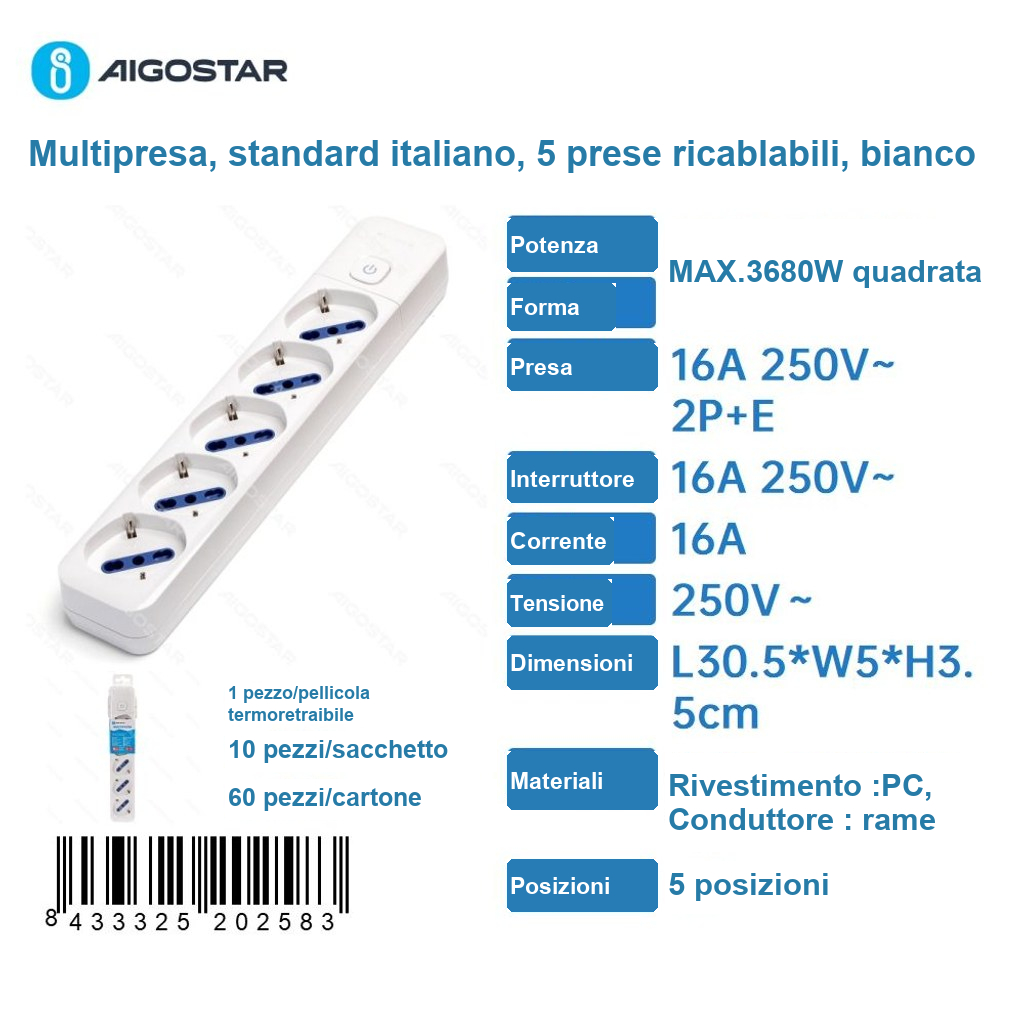 AIGOSTAR
Multipresa, standard italiano, 5 prese ricablabili, bianco
Potenza
MAX.3680W quadrata
Forma
Presa
16A 250V~
2P+E
Interruttore
16A 250V~
Corrente
16A
Tensione
250V ~
Dimensioni
L30.5*W5*H3.
5cm
Materiali
Rivestimento :PC,
Conduttore : rame
Posizioni
5 posizioni
1 pezzo/pellicola
termoretraibile
10 pezzi/sacchetto
60 pezzi/cartone
8 433325 202583